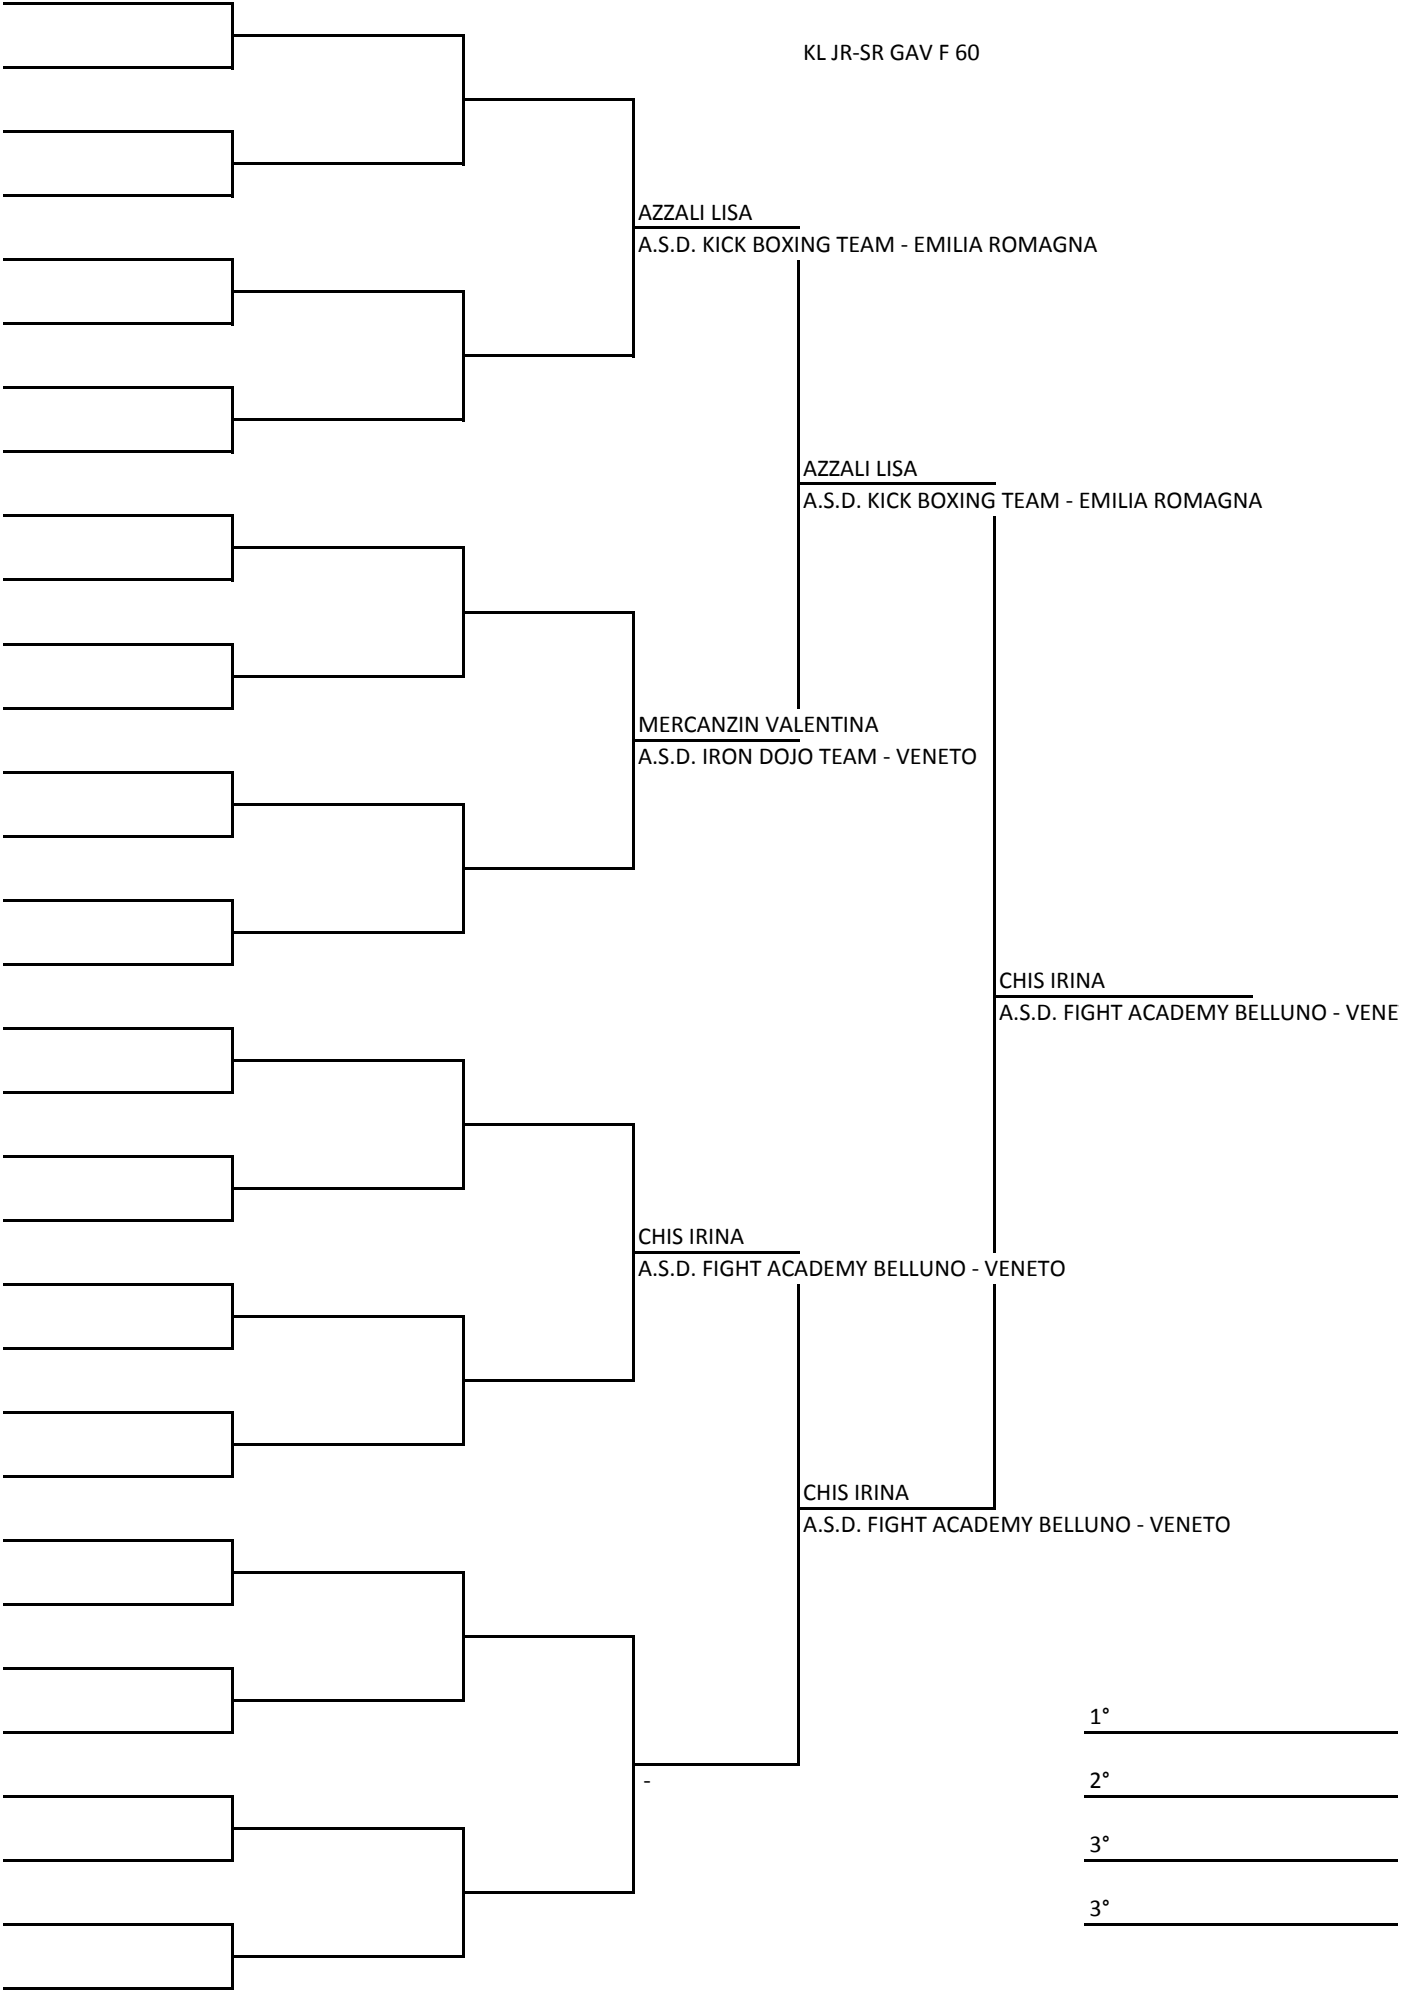 KL JR-SR GAV F 60
AZZALI LISA
A.S.D. KICK BOXING TEAM - EMILIA ROMAGNA
AZZALI LISA
A.S.D. KICK BOXING TEAM - EMILIA ROMAGNA
MERCANZIN VALENTINA
A.S.D. IRON DOJO TEAM - VENETO
CHIS IRINA
A.S.D. FIGHT ACADEMY BELLUNO - VENE
CHIS IRINA
A.S.D. FIGHT ACADEMY BELLUNO - VENETO
CHIS IRINA
A.S.D. FIGHT ACADEMY BELLUNO - VENETO
1°
-
2°
3°
3°